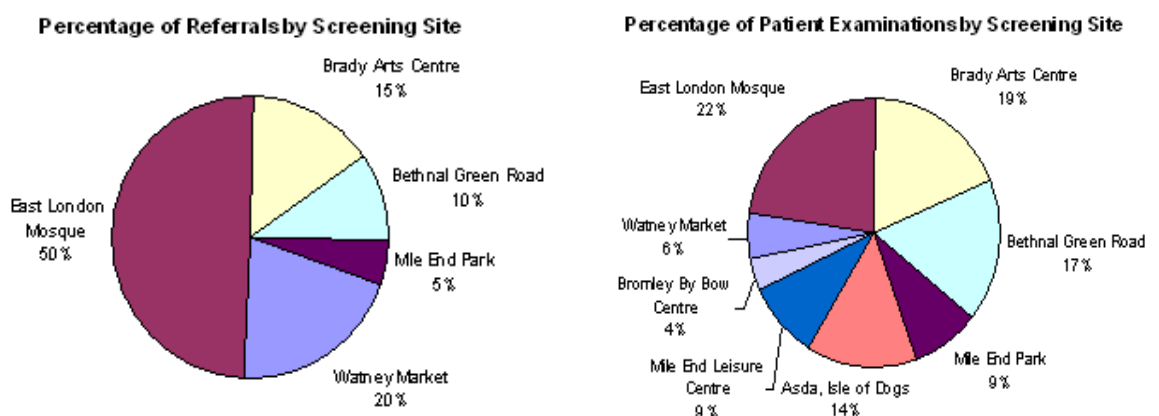 Percentage of Referrals by Screening Site
Brady Arts Centre
15%
Bethnal Green Road
10%
Mile End Park
5%
Watney Market
20%
East London
Mosque
50%
Percentage of Patient Examinations by Screening Site
Brady Arts Centre
19%
Bethnal Green Road
17%
Mile End Park
9%
Asda, Isle of Dogs
14%
Mile End Leisure
Centre
9%
Bromley By Bow
Centre
4%
Watney Market
6%
East London Mosque
22%